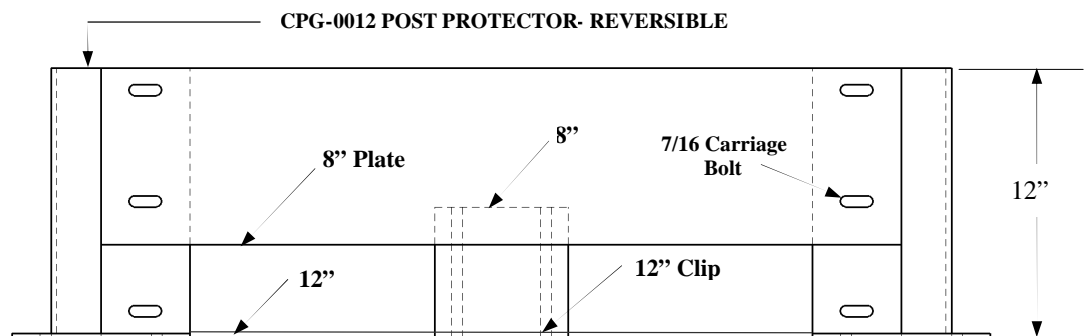 CPG-0012 POST PROTECTOR- REVERSIBLE
8”
7/16 Carriage
Bolt
8” Plate
12”
12” Clip
12”